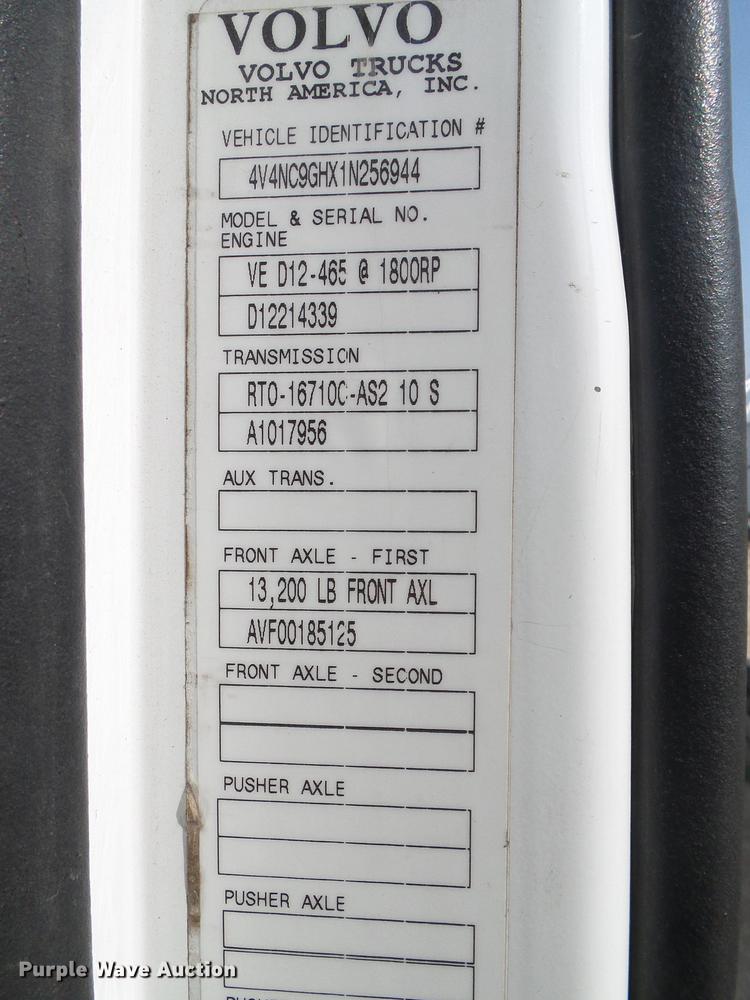 VOLVO
VOLVO TRUCKS
NORTH AMERICA, INC.
VEHICLE IDENTIFICATION #
4V4NC9GHX1N256944
MODEL & SERIAL NO.
ENGINE
VE D12-465 @ 1800RP
D12214339
TRANSMISSION
RTO-16710C-AS2 10 S
A1017956
AUX TRANS.
FRONT AXLE - FIRST
13,200 LB FRONT AXL
AVF00185125
FRONT AXLE - SECOND
PUSHER AXLE
PUSHER AXLE
Purple Wave Auction